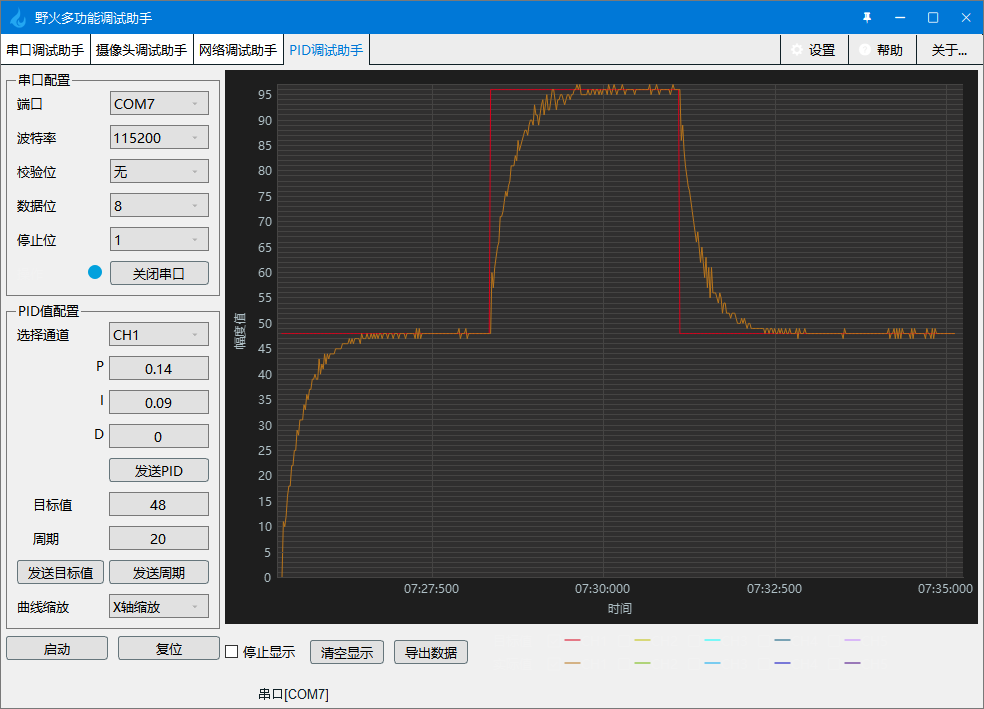 野火多功能调试助手
串口调试助手 摄像头调试助手 网络调试助手 PID调试助手 设置 帮助 关于...
串口配置
端口 COM7
波特率 115200
校验位 无
数据位 8
停止位 1
关闭串口
PID值配置
选择通道 CH1
P 0.14
I 0.09
D 0
发送PID
目标值 48
周期 20
发送目标值 发送周期
曲线缩放 X轴缩放
启动 复位
95
90
85
80
75
70
65
60
55
50
45
40
35
30
25
20
15
10
5
0
幅度值
07:27:500 07:30:000 07:32:500 07:35:000
时间
停止显示 清空显示 导出数据
串口[COM7]